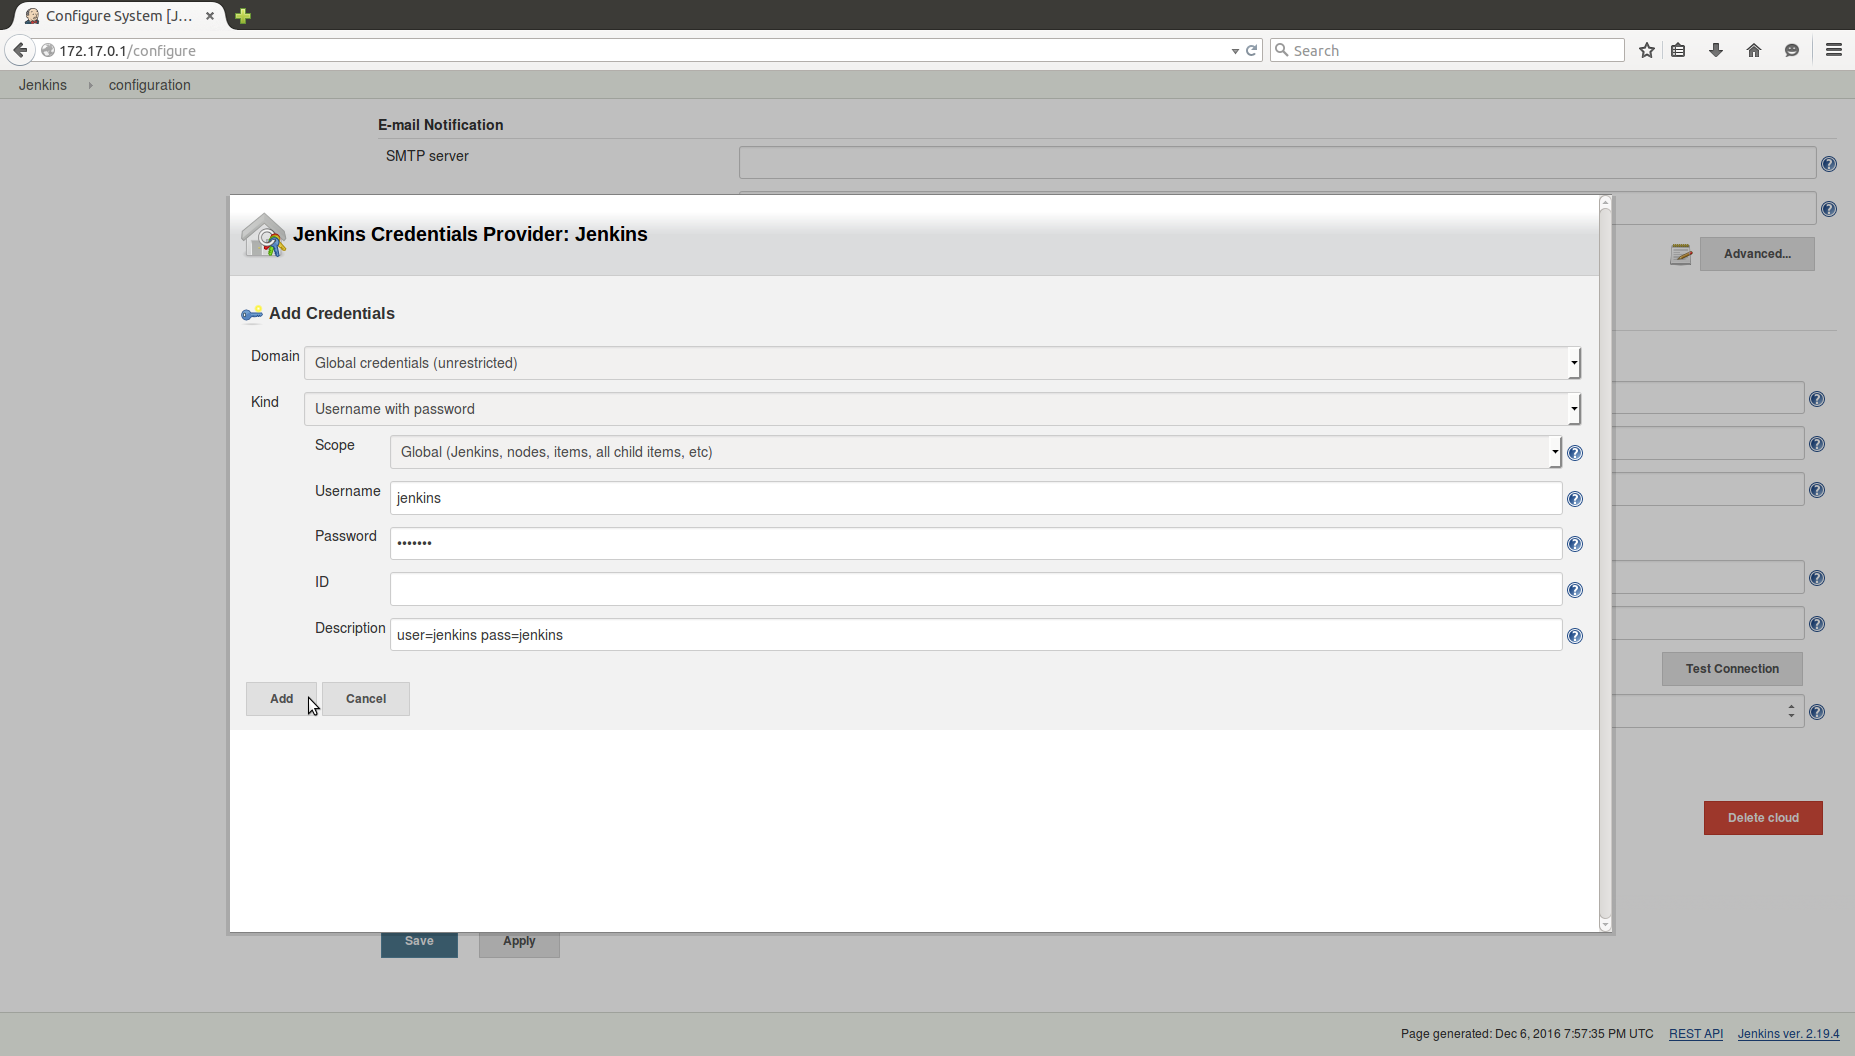 Configure System [J...
172.17.0.1/configure
Search
Jenkins
configuration
E-mail Notification
SMTP server
Advanced...
Jenkins Credentials Provider: Jenkins
Add Credentials
Domain
Global credentials (unrestricted)
Kind
Username with password
Scope
Global (Jenkins, nodes, items, all child items, etc)
Username
jenkins
Password
•••••••
ID
Description
user=jenkins pass=jenkins
Test Connection
Add
Cancel
Delete cloud
Save
Apply
Page generated: Dec 6, 2016 7:57:35 PM UTC
REST API
Jenkins ver. 2.19.4